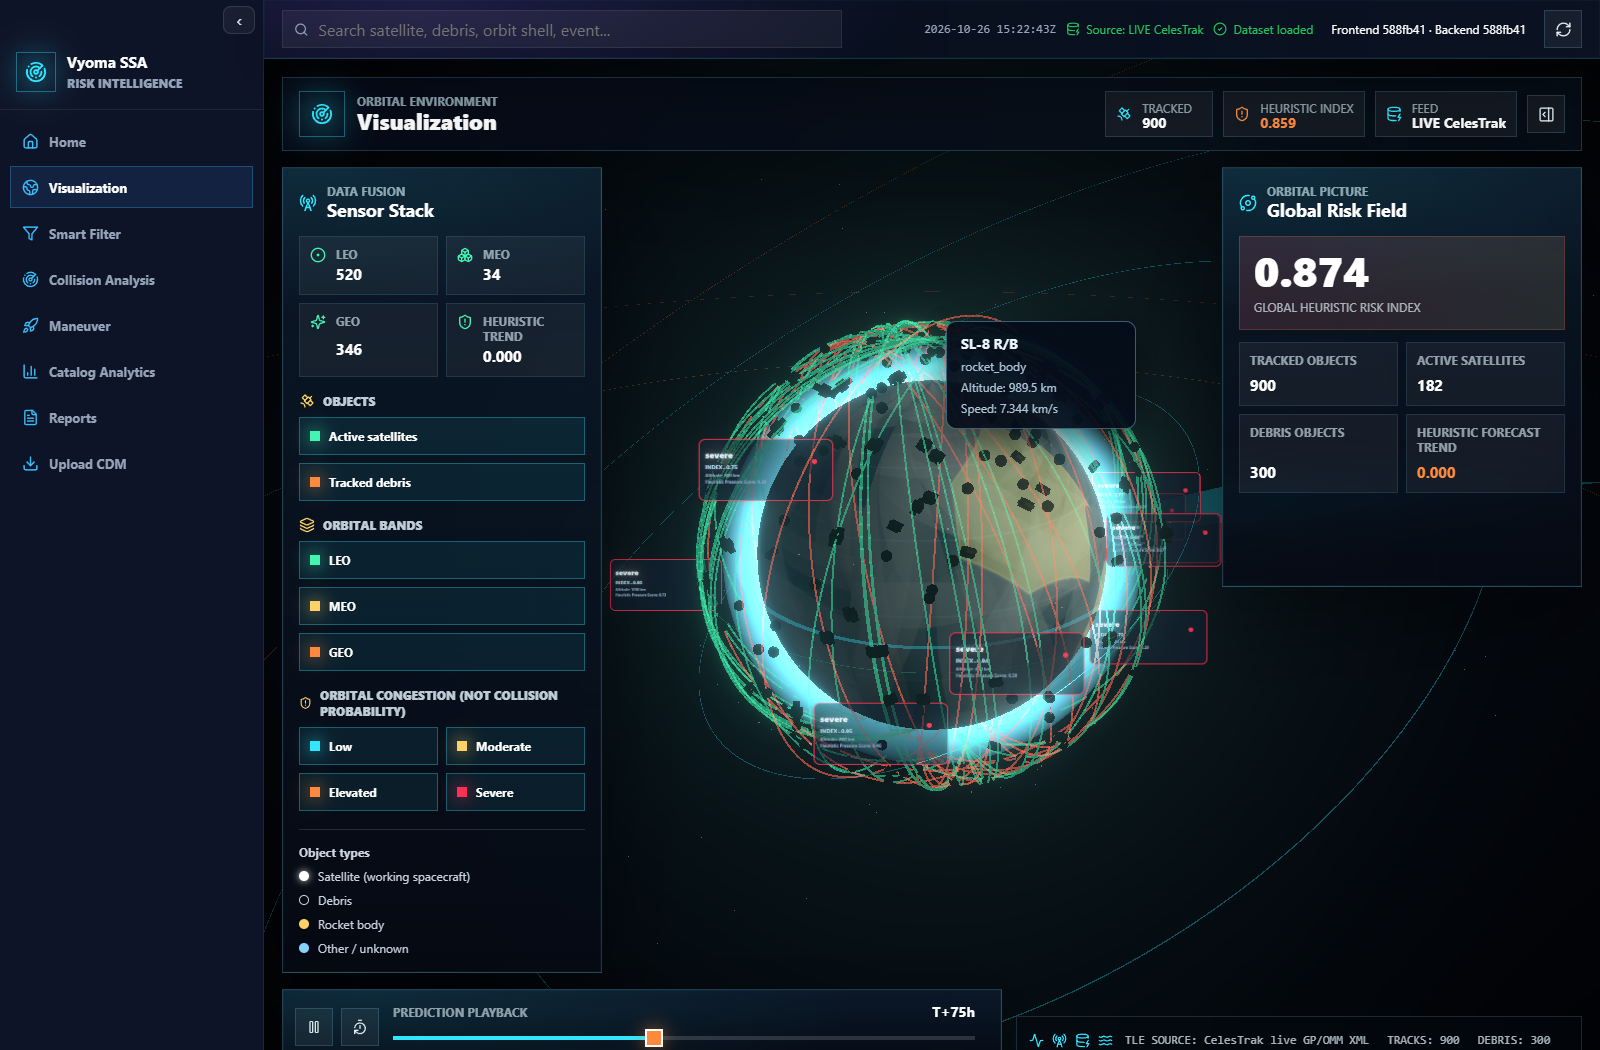 ‹
Vyoma SSA
RISK INTELLIGENCE
Home
Visualization
Smart Filter
Collision Analysis
Maneuver
Catalog Analytics
Reports
Upload CDM
Search satellite, debris, orbit shell, event...
2026-10-26 15:22:43Z
Source: LIVE CelesTrak
Dataset loaded
Frontend 588fb41 · Backend 588fb41
ORBITAL ENVIRONMENT
Visualization
TRACKED
900
HEURISTIC INDEX
0.859
FEED
LIVE CelesTrak
DATA FUSION
Sensor Stack
LEO
520
MEO
34
GEO
346
HEURISTIC
TREND
0.000
OBJECTS
Active satellites
Tracked debris
ORBITAL BANDS
LEO
MEO
GEO
ORBITAL CONGESTION (NOT COLLISION
PROBABILITY)
Low
Moderate
Elevated
Severe
Object types
Satellite (working spacecraft)
Debris
Rocket body
Other / unknown
SL-8 R/B
rocket_body
Altitude: 989.5 km
Speed: 7.344 km/s
severe
severe
severe
severe
severe
severe
ORBITAL PICTURE
Global Risk Field
0.874
GLOBAL HEURISTIC RISK INDEX
TRACKED OBJECTS
900
ACTIVE SATELLITES
182
DEBRIS OBJECTS
300
HEURISTIC FORECAST
TREND
0.000
PREDICTION PLAYBACK
T+75h
TLE SOURCE: CelesTrak live GP/OMM XML
TRACKS: 900
DEBRIS: 300